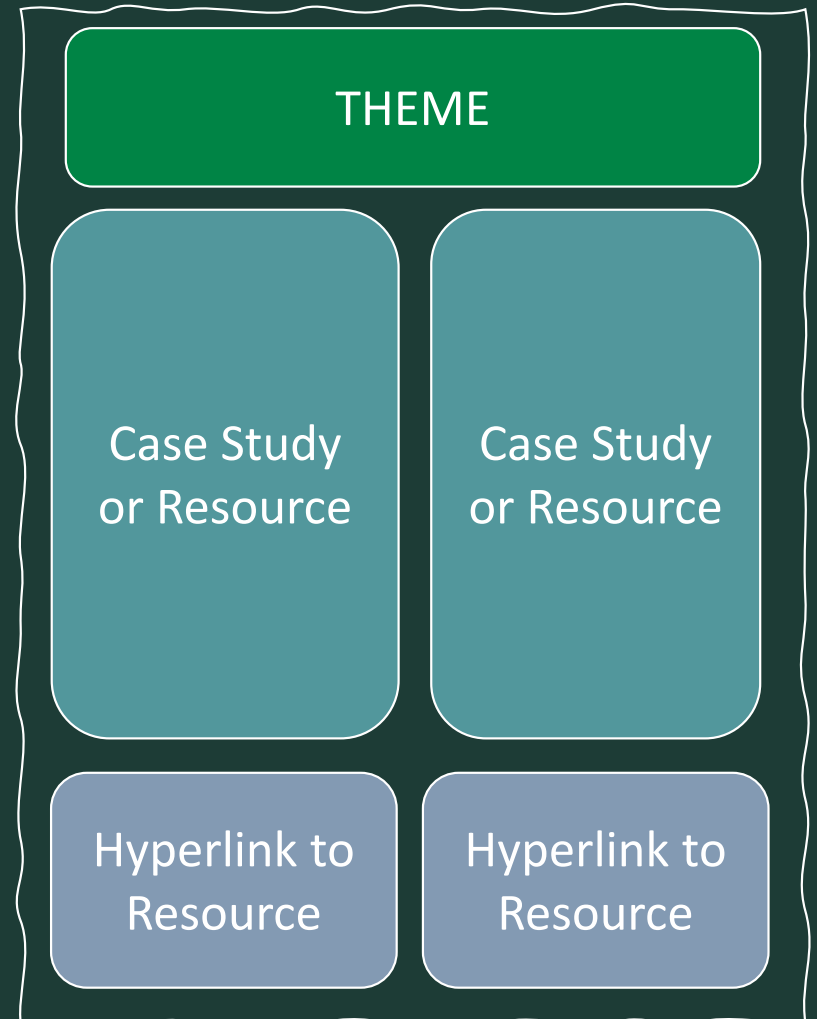 THEME
Case Study
or Resource
Case Study
or Resource
Hyperlink to
Resource
Hyperlink to
Resource